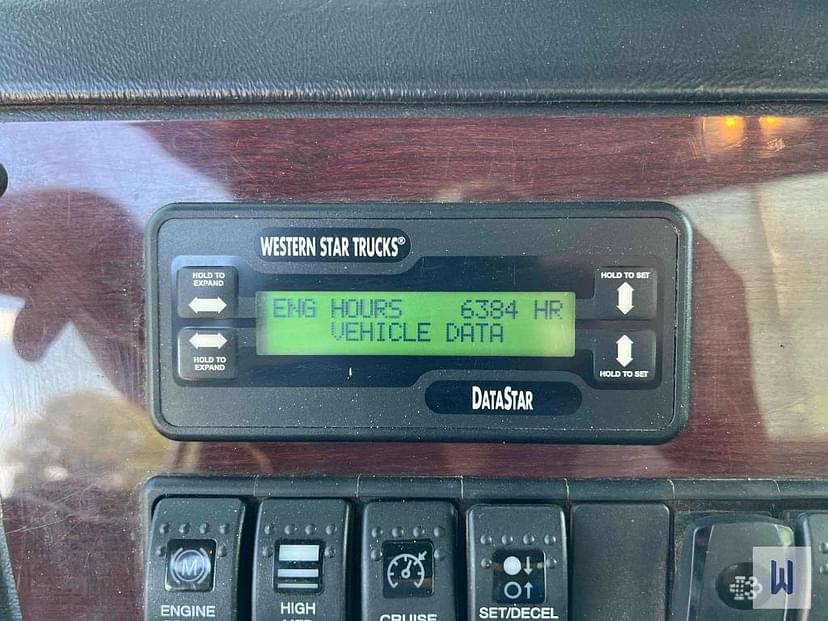 WESTERN STAR TRUCKS®
HOLD TO
EXPAND
HOLD TO SET
ENG HOURS 6384 HR
VEHICLE DATA
HOLD TO
EXPAND
HOLD TO SET
DATASTAR
M
ENGINE
HIGH
CRUISE
SET/DECEL
W